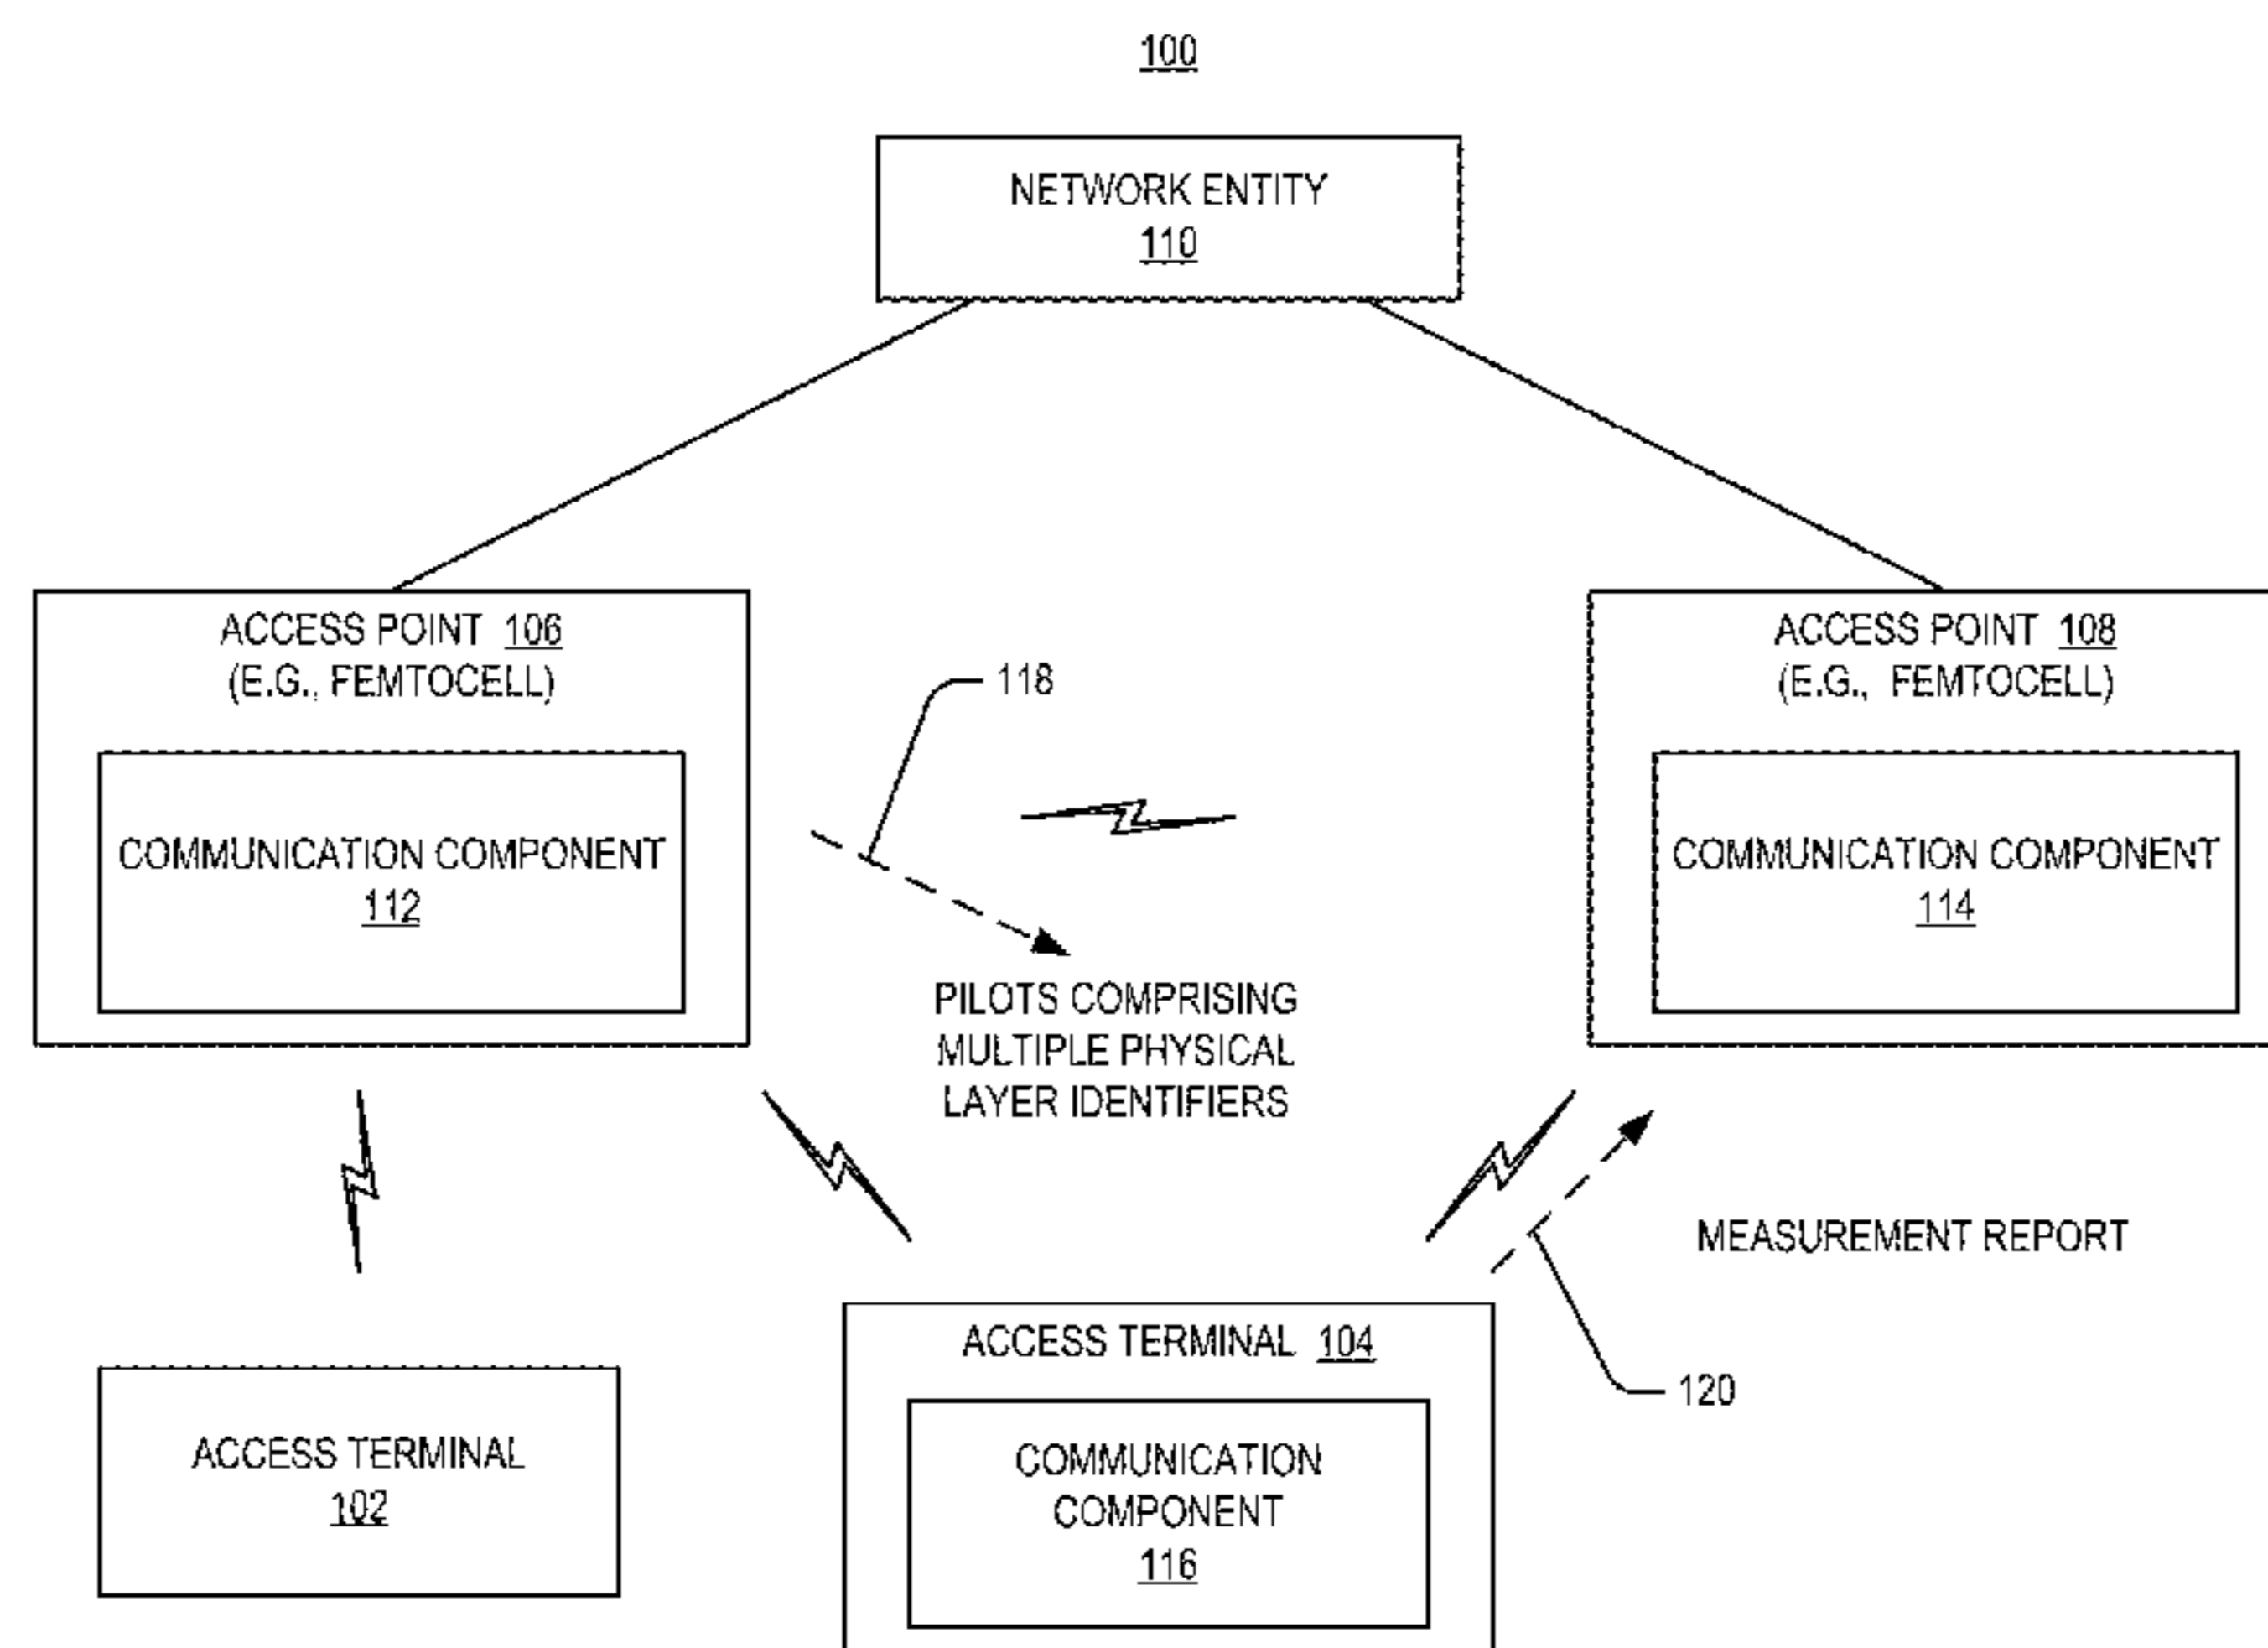 100
NETWORK ENTITY
110
ACCESS POINT 106
(E.G., FEMTOCELL)
COMMUNICATION COMPONENT
112
118
ACCESS POINT 108
(E.G., FEMTOCELL)
COMMUNICATION COMPONENT
114
PILOTS COMPRISING
MULTIPLE PHYSICAL
LAYER IDENTIFIERS
MEASUREMENT REPORT
120
ACCESS TERMINAL
102
ACCESS TERMINAL 104
COMMUNICATION
COMPONENT
116